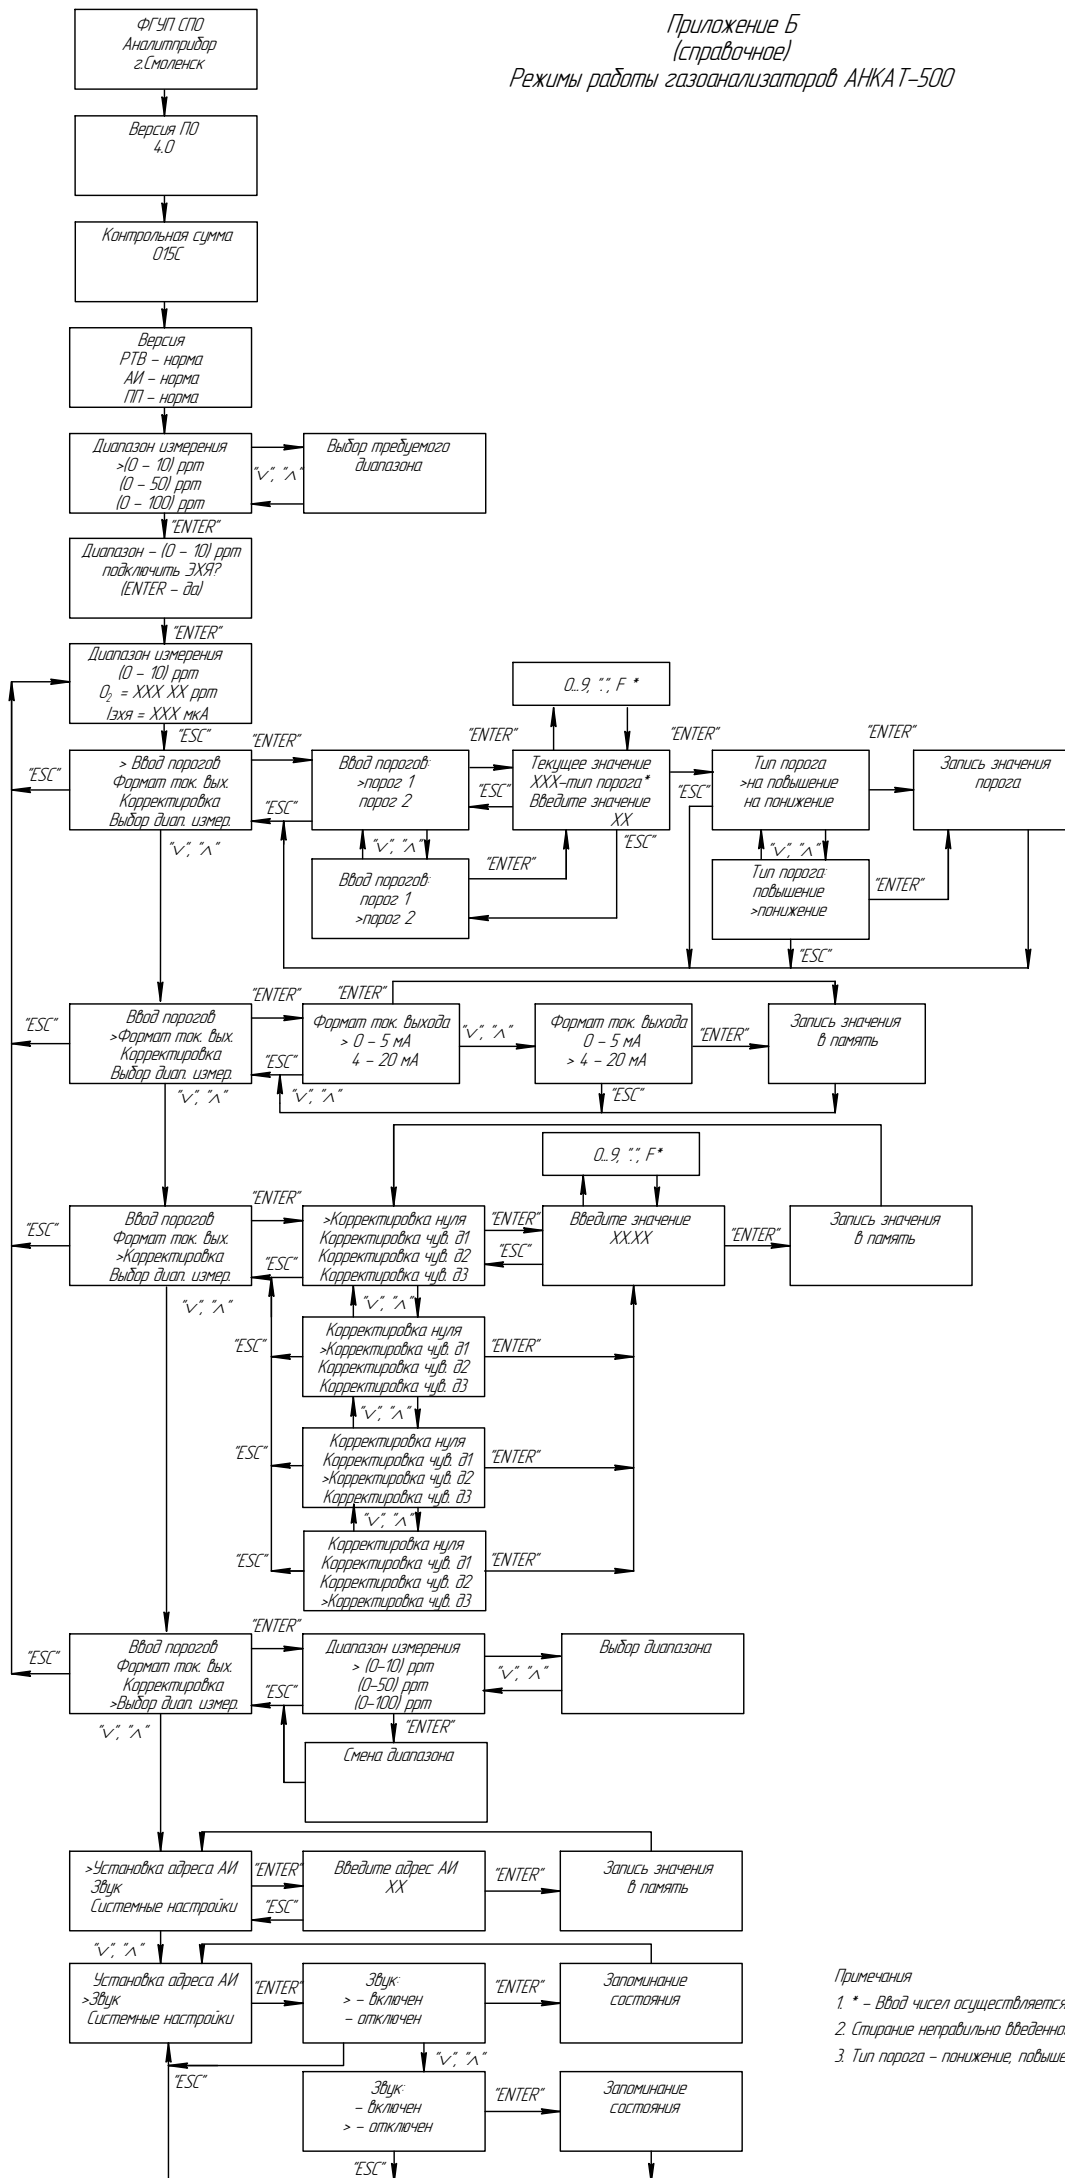 Приложение Б
(справочное)
Режимы работы газоанализаторов АНКАТ-500
ФГУП СПО
Аналитприбор
г.Смоленск
Версия ПО
4.0
Контрольная сумма
015С
Версия
РТВ – норма
АИ – норма
ПП – норма
Диапазон измерения
>(0 – 10) ppm
(0 – 50) ppm
(0 – 100) ppm
"∨", "∧"
Выбор требуемого
диапазона
"ENTER"
Диапазон – (0 – 10) ppm
подключить ЭХЯ?
(ENTER – да)
"ENTER"
Диапазон измерения
(0 – 10) ppm
O₂ = XXX XX ppm
Iэхя = XXX мкА
0...9, ".", F *
"ESC"
"ESC"
> Ввод порогов
Формат ток. вых.
Корректировка
Выбор диап. измер.
"ENTER"
"ESC"
Ввод порогов:
>порог 1
порог 2
"ENTER"
"ESC"
Текущее значение
XXX-тип порога*
Введите значение
XX
"ENTER"
"ESC"
Тип порога
>на повышение
на понижение
"ENTER"
Запись значения
порога
"∨", "∧"
"∨", "∧"
"ESC"
"∨", "∧"
Ввод порогов:
порог 1
>порог 2
"ENTER"
Тип порога:
повышение
>понижение
"ENTER"
"ESC"
"ESC"
Ввод порогов
>Формат ток. вых.
Корректировка
Выбор диап. измер.
"ENTER"
"ESC"
"ENTER"
Формат ток. выхода
> 0 – 5 мА
4 – 20 мА
"∨", "∧"
Формат ток. выхода
0 – 5 мА
> 4 – 20 мА
"ENTER"
Запись значения
в память
"∨", "∧"
"∨", "∧"
"ESC"
0...9, ".", F*
"ESC"
Ввод порогов
Формат ток. вых.
>Корректировка
Выбор диап. измер.
"ENTER"
"ESC"
>Корректировка нуля
Корректировка чув. д1
Корректировка чув. д2
Корректировка чув. д3
"ENTER"
"ESC"
Введите значение
XX.XX
"ENTER"
Запись значения
в память
"∨", "∧"
"∨", "∧"
"ESC"
Корректировка нуля
>Корректировка чув. д1
Корректировка чув. д2
Корректировка чув. д3
"ENTER"
"∨", "∧"
"ESC"
Корректировка нуля
Корректировка чув. д1
>Корректировка чув. д2
Корректировка чув. д3
"ENTER"
"∨", "∧"
"ESC"
Корректировка нуля
Корректировка чув. д1
Корректировка чув. д2
>Корректировка чув. д3
"ENTER"
"ESC"
Ввод порогов
Формат ток. вых.
Корректировка
>Выбор диап. измер.
"ENTER"
"ESC"
Диапазон измерения
> (0–10) ppm
(0–50) ppm
(0–100) ppm
"∨", "∧"
Выбор диапазона
"∨", "∧"
"ENTER"
Смена диапазона
>Установка адреса АИ
Звук
Системные настройки
"ENTER"
"ESC"
Введите адрес АИ
XX
"ENTER"
Запись значения
в память
"∨", "∧"
Установка адреса АИ
>Звук
Системные настройки
"ENTER"
Звук:
> – включен
– отключен
"ENTER"
Запоминание
состояния
"ESC"
"∨", "∧"
Звук:
– включен
> – отключен
"ENTER"
Запоминание
состояния
"ESC"
Примечания
1. * – Ввод чисел осуществляется
2. Стирание неправильно
3. Тип порога – понижение,